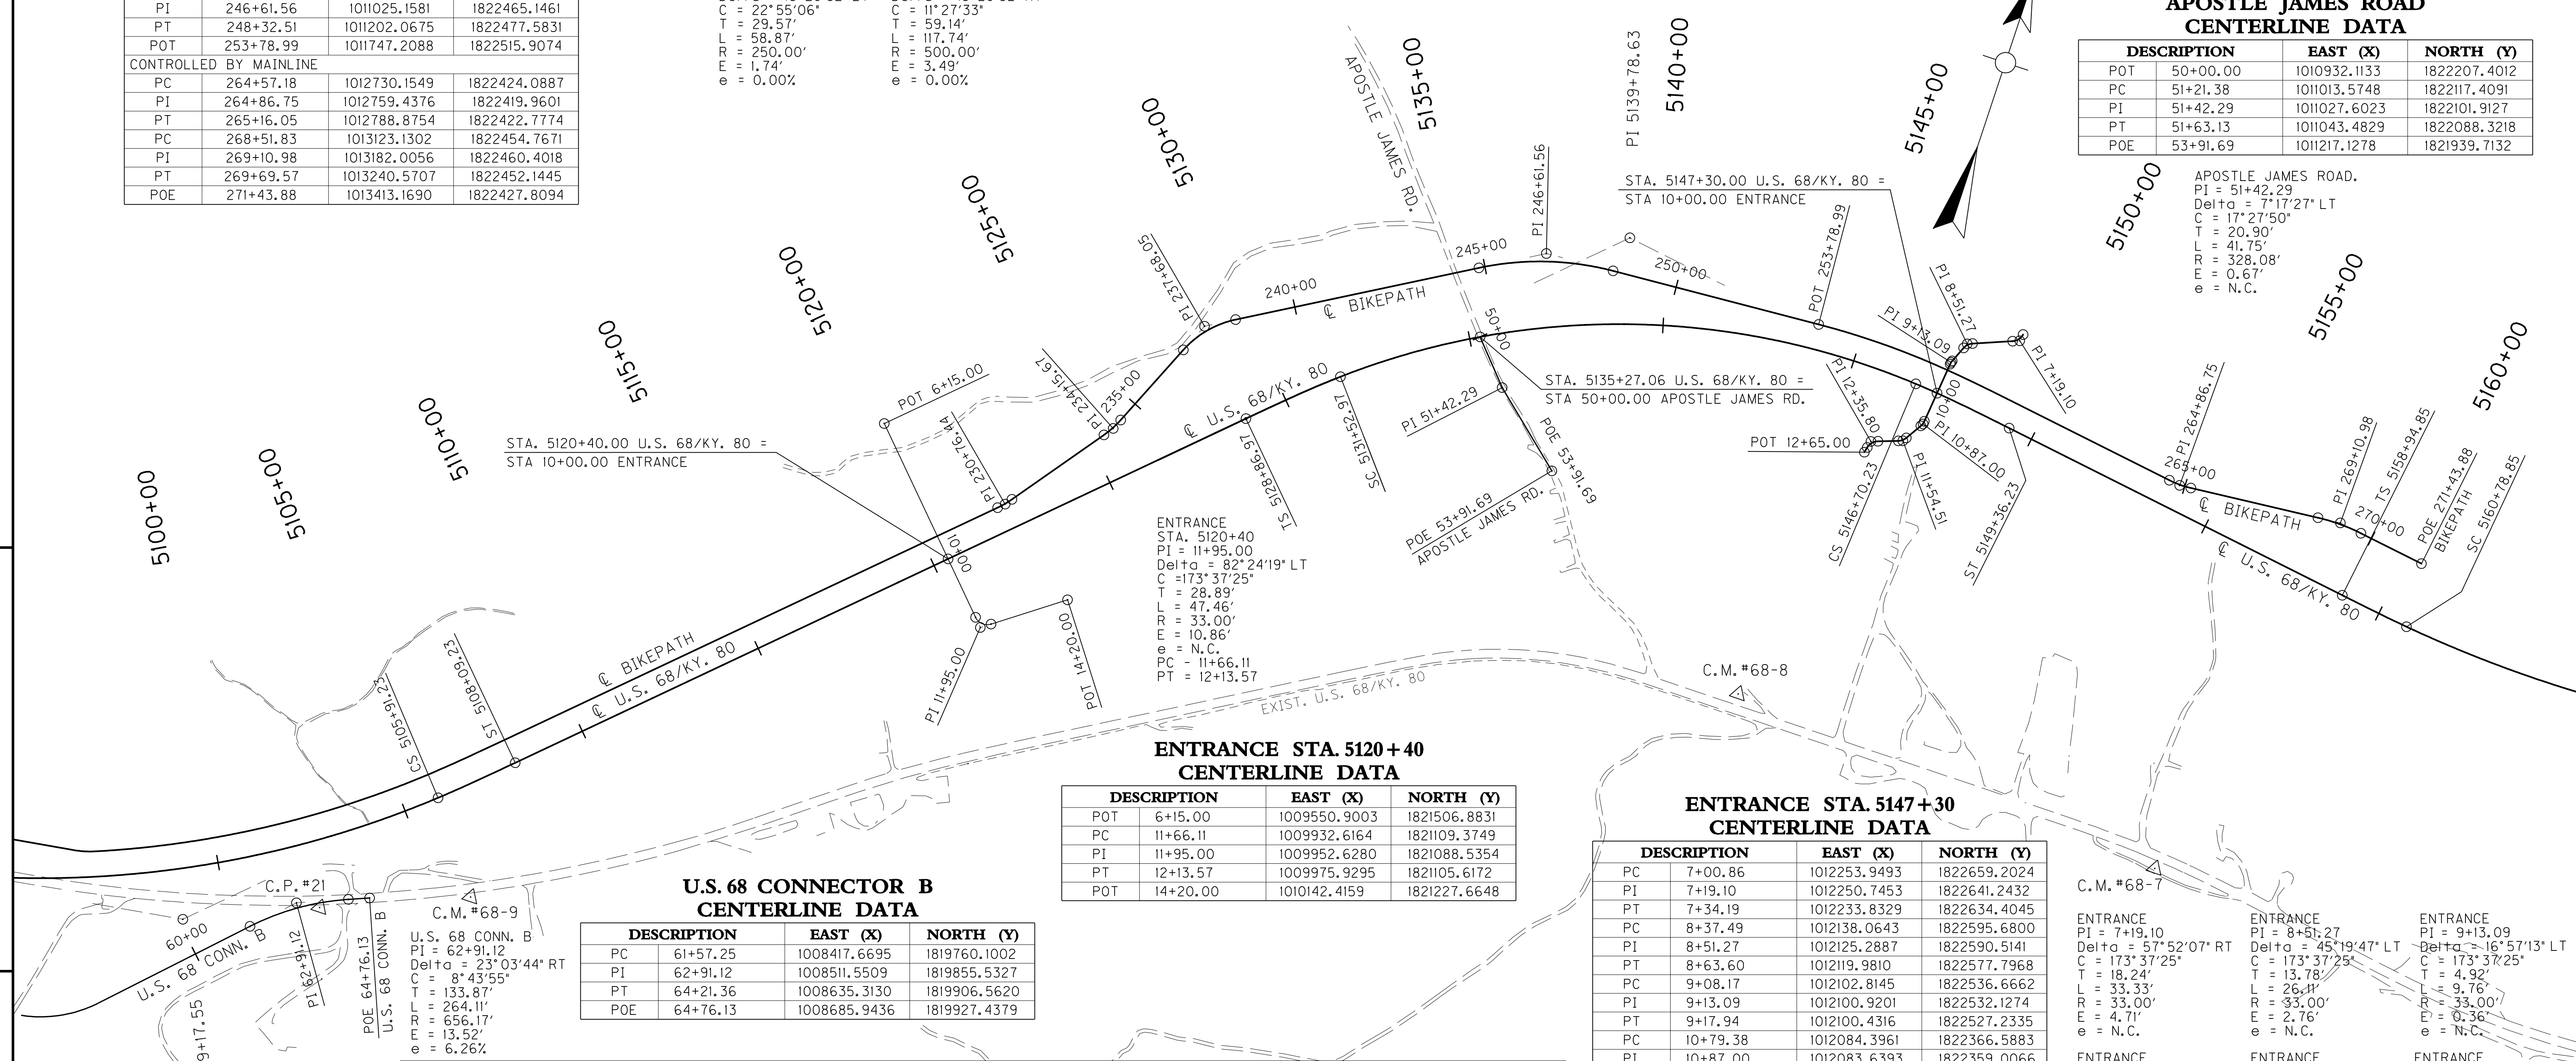 PI 246+61.56 1011025.1581 1822465.1461
PT 248+32.51 1011202.0675 1822477.5831
POT 253+78.99 1011747.2088 1822515.9074
CONTROLLED BY MAINLINE
PC 264+57.18 1012730.1549 1822424.0887
PI 264+86.75 1012759.4376 1822419.9601
PT 265+16.05 1012788.8754 1822422.7774
PC 268+51.83 1013123.1302 1822454.7671
PI 269+10.98 1013182.0056 1822460.4018
PT 269+69.57 1013240.5707 1822452.1445
POE 271+43.88 1013413.1690 1822427.8094
C = 22°55'06"
T = 29.57'
L = 58.87'
R = 250.00'
E = 1.74'
e = 0.00%
C = 11°27'33"
T = 59.14'
L = 117.74'
R = 500.00'
E = 3.49'
e = 0.00%
APOSTLE JAMES ROAD
CENTERLINE DATA
DESCRIPTION EAST (X) NORTH (Y)
POT 50+00.00 1010932.1133 1822207.4012
PC 51+21.38 1011013.5748 1822117.4091
PI 51+42.29 1011027.6023 1822101.9127
PT 51+63.13 1011043.4829 1822088.3218
POE 53+91.69 1011217.1278 1821939.7132
APOSTLE JAMES ROAD.
PI = 51+42.29
Delta = 7°17'27" LT
C = 17°27'50"
T = 20.90'
L = 41.75'
R = 328.08'
E = 0.67'
e = N.C.
5100+00
5105+00
5110+00
5115+00
5120+00
5125+00
5130+00
5135+00
PI 5139+78.63
5140+00
5145+00
5150+00
5155+00
5160+00
APOSTLE JAMES RD.
PI 237+68.05
240+00
℄ BIKEPATH
245+00
PI 246+61.56
250+00
POT 253+78.99
STA. 5147+30.00 U.S. 68/KY. 80 =
STA 10+00.00 ENTRANCE
PI 8+51.27
PI 9+13.09
PI 7+19.10
10+00
PI 12+35.80
POT 12+65.00
PI 10+87.00
PI 11+54.51
CS 5146+70.23
ST 5149+36.23
PI 264+86.75
265+00
℄ BIKEPATH
PI 269+10.98
270+00
TS 5158+94.85
POE 271+43.88
BIKEPATH
SC 5160+78.85
℄ U.S. 68/KY. 80
POT 6+15.00
STA. 5120+40.00 U.S. 68/KY. 80 =
STA 10+00.00 ENTRANCE
PI 230+76.44
PI 234+15.67
235+00
℄ U.S. 68/KY. 80
TS 5128+86.97
SC 5131+52.97
50+00
STA. 5135+27.06 U.S. 68/KY. 80 =
STA 50+00.00 APOSTLE JAMES RD.
PI 51+42.29
POE 53+91.69
POE 53+91.69
APOSTLE JAMES RD.
10+00
PI 11+95.00
POT 14+20.00
ENTRANCE
STA. 5120+40
PI = 11+95.00
Delta = 82°24'19" LT
C =173°37'25"
T = 28.89'
L = 47.46'
R = 33.00'
E = 10.86'
e = N.C.
PC - 11+66.11
PT = 12+13.57
℄ BIKEPATH
℄ U.S. 68/KY. 80
CS 5105+91.23
ST 5108+09.23
EXIST. U.S. 68/KY. 80
C.M.#68-8
ENTRANCE STA. 5120+40
CENTERLINE DATA
DESCRIPTION EAST (X) NORTH (Y)
POT 6+15.00 1009550.9003 1821506.8831
PC 11+66.11 1009932.6164 1821109.3749
PI 11+95.00 1009952.6280 1821088.5354
PT 12+13.57 1009975.9295 1821105.6172
POT 14+20.00 1010142.4159 1821227.6648
C.P.#21
C.M.#68-9
60+00
U.S. 68 CONN. B
PI 62+91.12
POE 64+76.13
U.S. 68 CONN. B
9+17.55
U.S. 68 CONN. B
PI = 62+91.12
Delta = 23°03'44" RT
C = 8°43'55"
T = 133.87'
L = 264.11'
R = 656.17'
E = 13.52'
e = 6.26%
U.S. 68 CONNECTOR B
CENTERLINE DATA
DESCRIPTION EAST (X) NORTH (Y)
PC 61+57.25 1008417.6695 1819760.1002
PI 62+91.12 1008511.5509 1819855.5327
PT 64+21.36 1008635.3130 1819906.5620
POE 64+76.13 1008685.9436 1819927.4379
ENTRANCE STA. 5147+30
CENTERLINE DATA
DESCRIPTION EAST (X) NORTH (Y)
PC 7+00.86 1012253.9493 1822659.2024
PI 7+19.10 1012250.7453 1822641.2432
PT 7+34.19 1012233.8329 1822634.4045
PC 8+37.49 1012138.0643 1822595.6800
PI 8+51.27 1012125.2887 1822590.5141
PT 8+63.60 1012119.9810 1822577.7968
PC 9+08.17 1012102.8145 1822536.6662
PI 9+13.09 1012100.9201 1822532.1274
PT 9+17.94 1012100.4316 1822527.2335
PC 10+79.38 1012084.3961 1822366.5883
PI 10+87.00 1012083.6393 1822359.0066
C.M.#68-7
ENTRANCE
PI = 7+19.10
Delta = 57°52'07" RT
C = 173°37'25"
T = 18.24'
L = 33.33'
R = 33.00'
E = 4.71'
e = N.C.
ENTRANCE
PI = 8+51.27
Delta = 45°19'47" LT
C = 173°37'25"
T = 13.78'
L = 26.11'
R = 33.00'
E = 2.76'
e = N.C.
ENTRANCE
PI = 9+13.09
Delta = 16°57'13" LT
C = 173°37'25"
T = 4.92'
L = 9.76'
R = 33.00'
E = 0.36'
e = N.C.
ENTRANCE
ENTRANCE
ENTRANCE